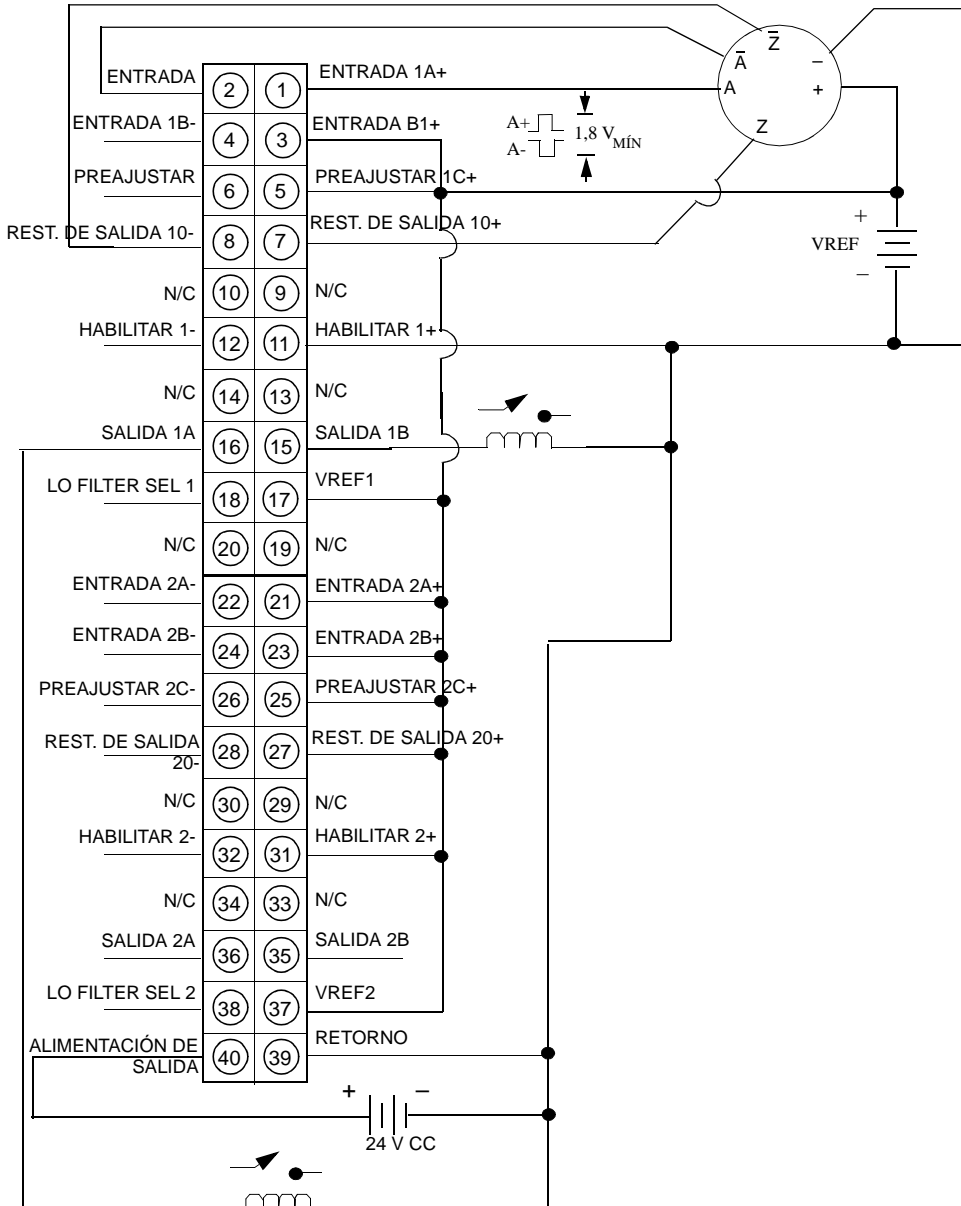 Z̄
Ā
−
A
+
Z
ENTRADA 2 1 ENTRADA 1A+
A+
A-
1,8 V MÍN
ENTRADA 1B- 4 3 ENTRADA B1+
PREAJUSTAR 6 5 PREAJUSTAR 1C+
REST. DE SALIDA 10- 8 7 REST. DE SALIDA 10+
+
VREF
−
N/C 10 9 N/C
HABILITAR 1- 12 11 HABILITAR 1+
N/C 14 13 N/C
SALIDA 1A 16 15 SALIDA 1B
LO FILTER SEL 1 18 17 VREF1
N/C 20 19 N/C
ENTRADA 2A- 22 21 ENTRADA 2A+
ENTRADA 2B- 24 23 ENTRADA 2B+
PREAJUSTAR 2C- 26 25 PREAJUSTAR 2C+
REST. DE SALIDA
20-
28 27 REST. DE SALIDA 20+
N/C 30 29 N/C
HABILITAR 2- 32 31 HABILITAR 2+
N/C 34 33 N/C
SALIDA 2A 36 35 SALIDA 2B
LO FILTER SEL 2 38 37 VREF2
ALIMENTACIÓN DE
SALIDA
40 39 RETORNO
+ −
24 V CC